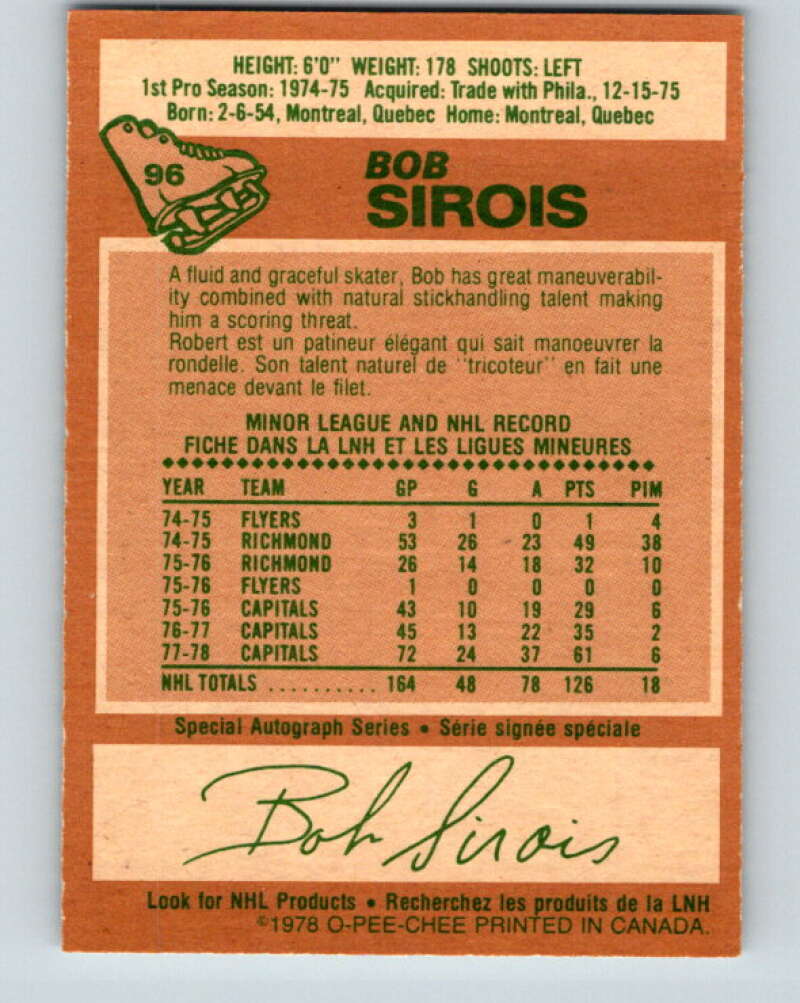 HEIGHT: 6'0" WEIGHT: 178 SHOOTS: LEFT
1st Pro Season: 1974-75 Acquired: Trade with Phila., 12-15-75
Born: 2-6-54, Montreal, Quebec Home: Montreal, Quebec
96
BOB
SIROIS
A fluid and graceful skater, Bob has great maneuverabil-
ity combined with natural stickhandling talent making
him a scoring threat.
Robert est un patineur élégant qui sait manoeuvrer la
rondelle. Son talent naturel de "tricoteur" en fait une
menace devant le filet.
MINOR LEAGUE AND NHL RECORD
FICHE DANS LA LNH ET LES LIGUES MINEURES
YEAR TEAM GP G A PTS PIM
74-75 FLYERS 3 1 0 1 4
74-75 RICHMOND 53 26 23 49 38
75-76 RICHMOND 26 14 18 32 10
75-76 FLYERS 1 0 0 0 0
75-76 CAPITALS 43 10 19 29 6
76-77 CAPITALS 45 13 22 35 2
77-78 CAPITALS 72 24 37 61 6
NHL TOTALS .......... 164 48 78 126 18
Special Autograph Series • Série signée spéciale
Bob Sirois
Look for NHL Products • Recherchez les produits de la LNH
©1978 O-PEE-CHEE PRINTED IN CANADA.